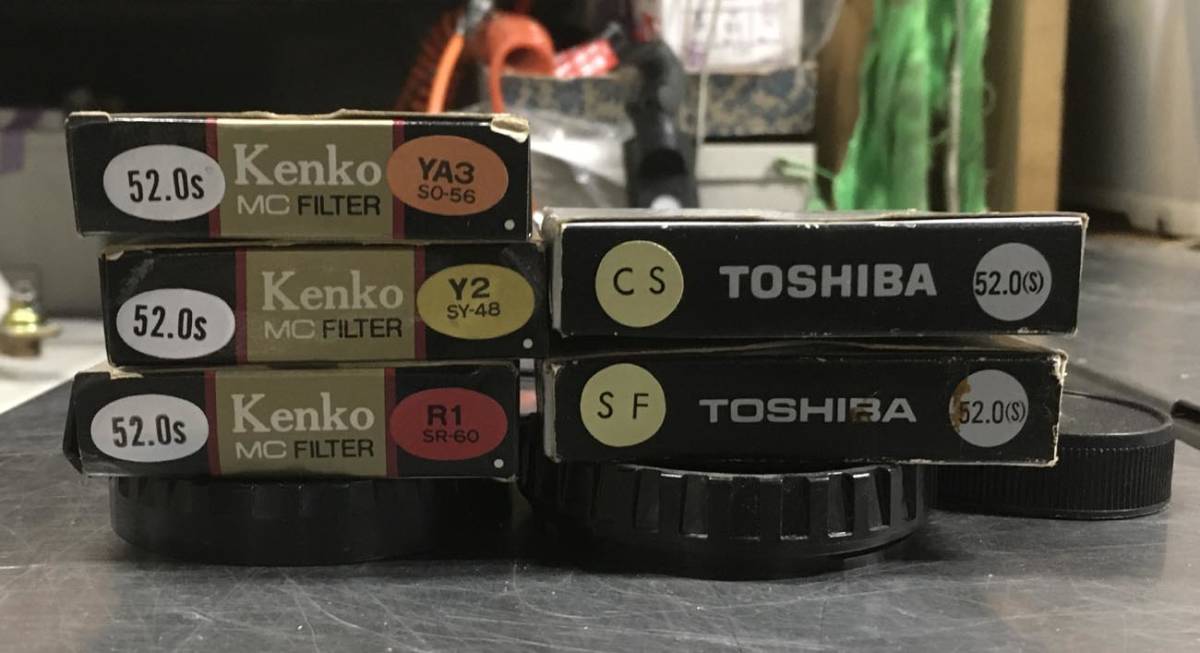 52.0s
Kenko
MC FILTER
YA3
SO-56
52.0s
Kenko
MC FILTER
Y2
SY-48
52.0s
Kenko
MC FILTER
R1
SR-60
C S
TOSHIBA
52.0(S)
S F
TOSHIBA
52.0(S)